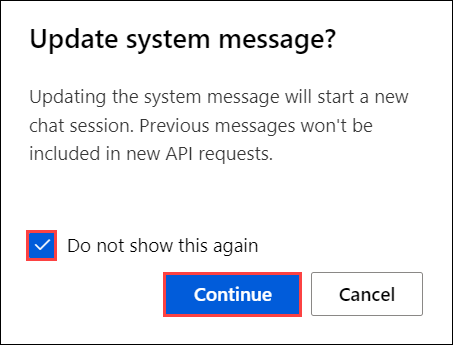 Update system message?
Updating the system message will start a new
chat session. Previous messages won't be
included in new API requests.
Do not show this again
Continue
Cancel